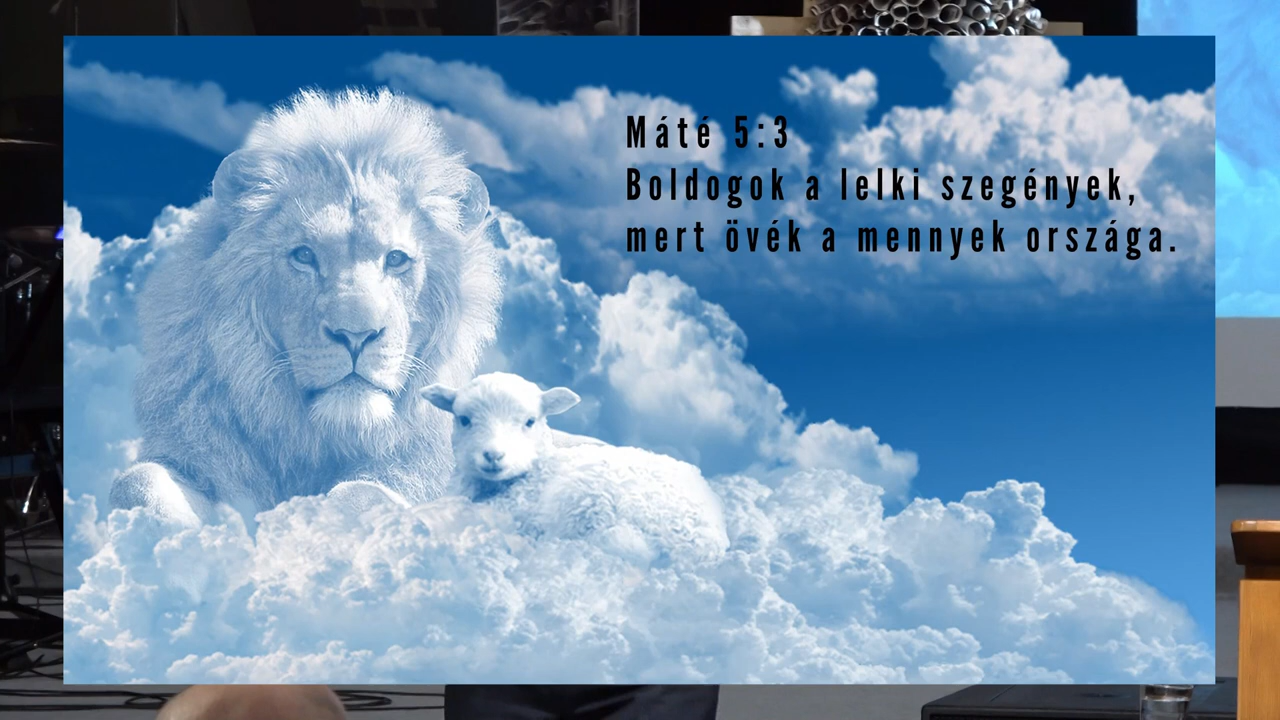 Máté 5:3
Boldogok a lelki szegények,
mert övék a mennyek országa.